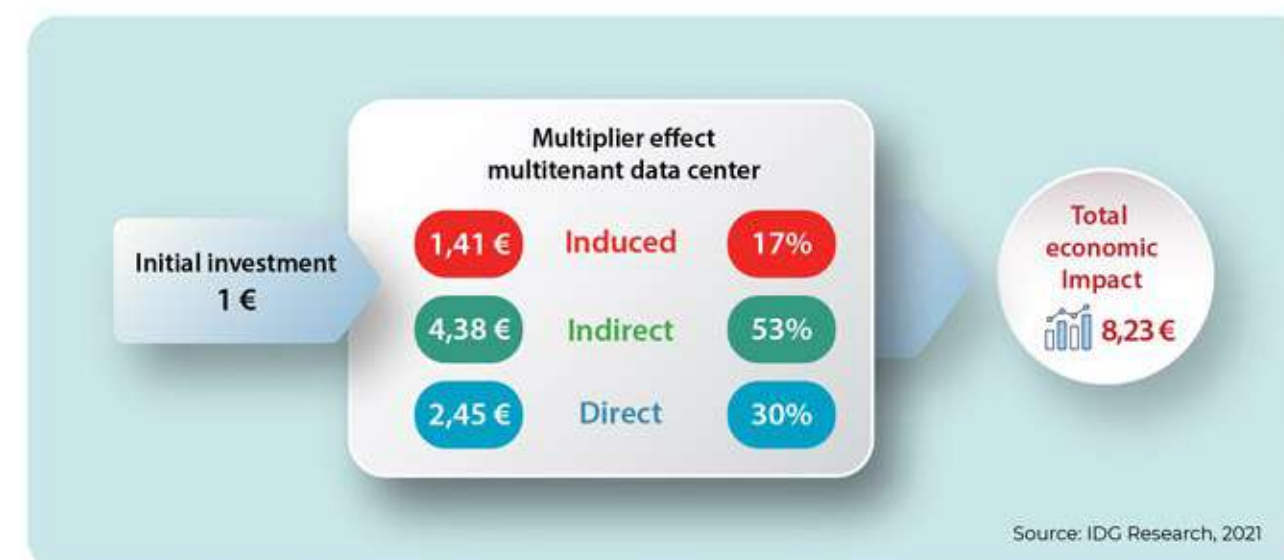 Multiplier effect
multitenant data center
Initial investment
1 €
1,41 € Induced 17%
4,38 € Indirect 53%
2,45 € Direct 30%
Total
economic
Impact
8,23 €
Source: IDG Research, 2021